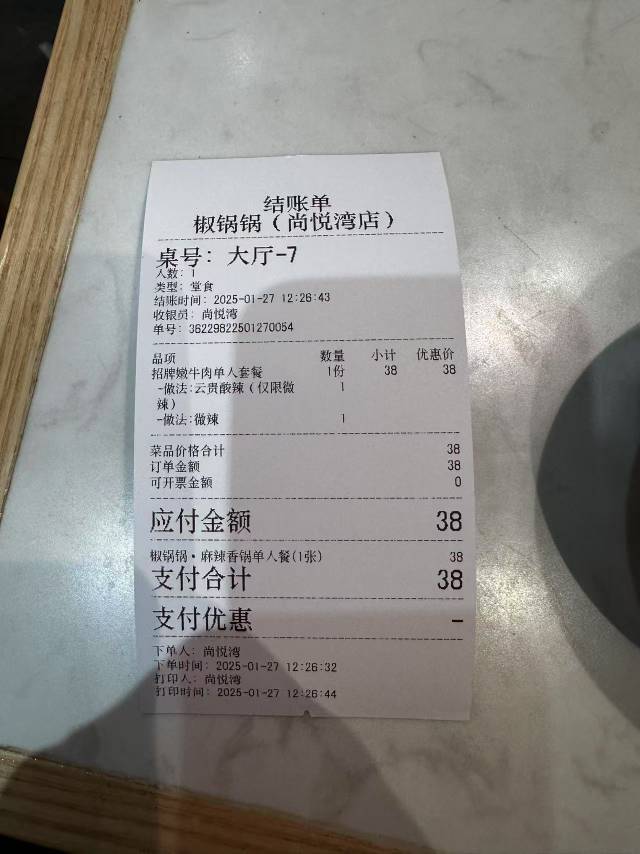 结账单
椒锅锅（尚悦湾店）
桌号: 大厅-7
人数: 1
类型: 堂食
结账时间: 2025-01-27 12:26:43
收银员: 尚悦湾
单号: 36229822501270054
品项 数量 小计 优惠价
招牌嫩牛肉单人套餐 1份 38 38
-做法:云贵酸辣（仅限微 1
辣）
-做法:微辣 1
菜品价格合计 38
订单金额 38
可开票金额 0
应付金额 38
椒锅锅·麻辣香锅单人餐(1张) 38
支付合计 38
支付优惠 -
下单人: 尚悦湾
下单时间: 2025-01-27 12:26:32
打印人: 尚悦湾
打印时间: 2025-01-27 12:26:44